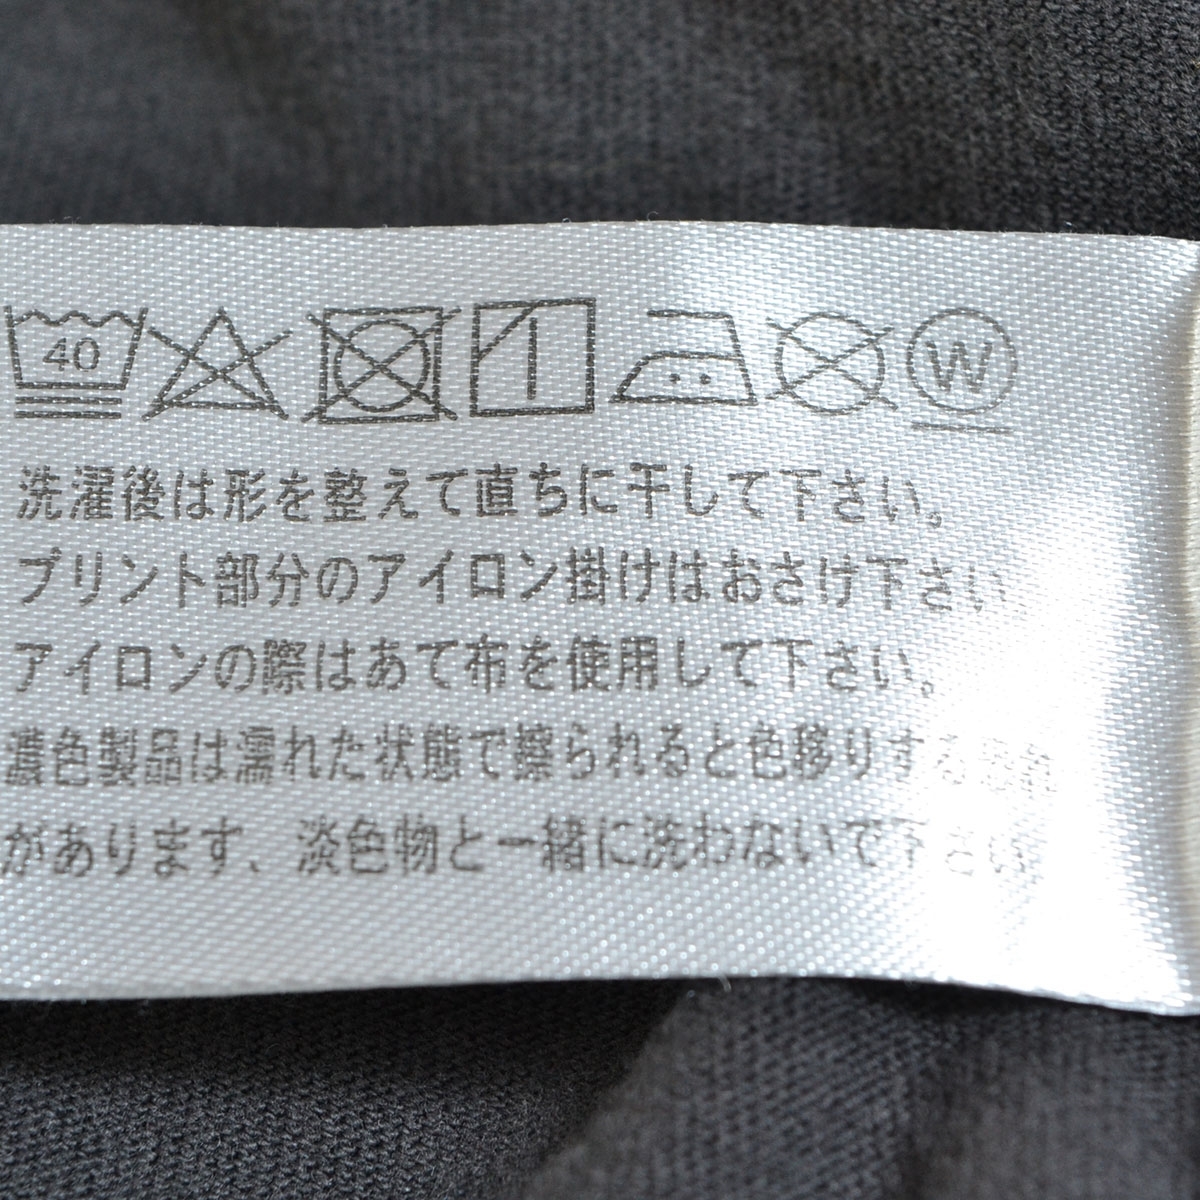 40 W
洗濯後は形を整えて直ちに干して下さい。
プリント部分のアイロン掛けはおさけ下さい
アイロンの際はあて布を使用して下さい。
濃色製品は濡れた状態で擦られると色移りする
があります、淡色物と一緒に洗わないで下さい